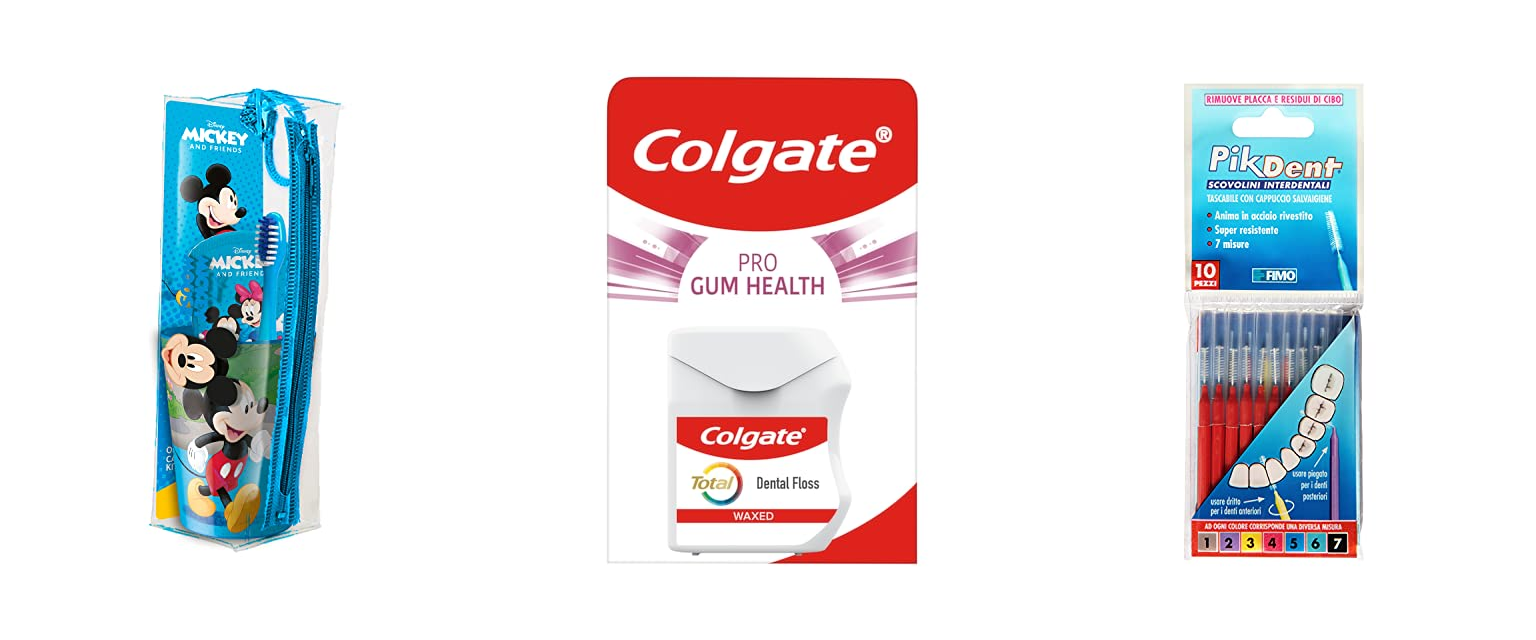 Disney
MICKEY
AND FRIENDS
Disney
AND FRIEND
Colgate®
PRO
GUM HEALTH
Colgate®
Total
Dental Floss
WAXED
RIMUOVE PLACCA E RESIDUI DI CIBO
PikDent
SCOVOLINI INTERDENTALI
TASCABILE CON CAPPUCCIO SALVAIGIENE
• Anima in acciaio rivestito
• Super resistente
• 7 misure
10
PEZZI
FIMO
usare piegato
per i denti
posteriori
usare dritto
per i denti anteriori
AD OGNI COLORE CORRISPONDE UNA DIVERSA MISURA
1 2 3 4 5 6 7